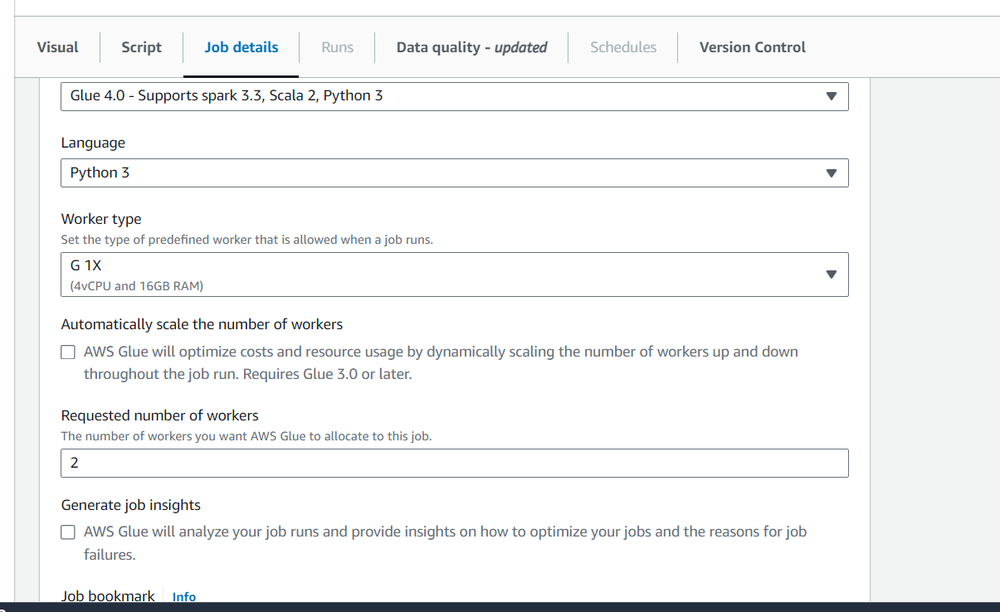 Visual Script Job details Runs Data quality - updated Schedules Version Control
Glue 4.0 - Supports spark 3.3, Scala 2, Python 3
Language
Python 3
Worker type
Set the type of predefined worker that is allowed when a job runs.
G 1X
(4vCPU and 16GB RAM)
Automatically scale the number of workers
AWS Glue will optimize costs and resource usage by dynamically scaling the number of workers up and down
throughout the job run. Requires Glue 3.0 or later.
Requested number of workers
The number of workers you want AWS Glue to allocate to this job.
2
Generate job insights
AWS Glue will analyze your job runs and provide insights on how to optimize your jobs and the reasons for job
failures.
Job bookmark Info